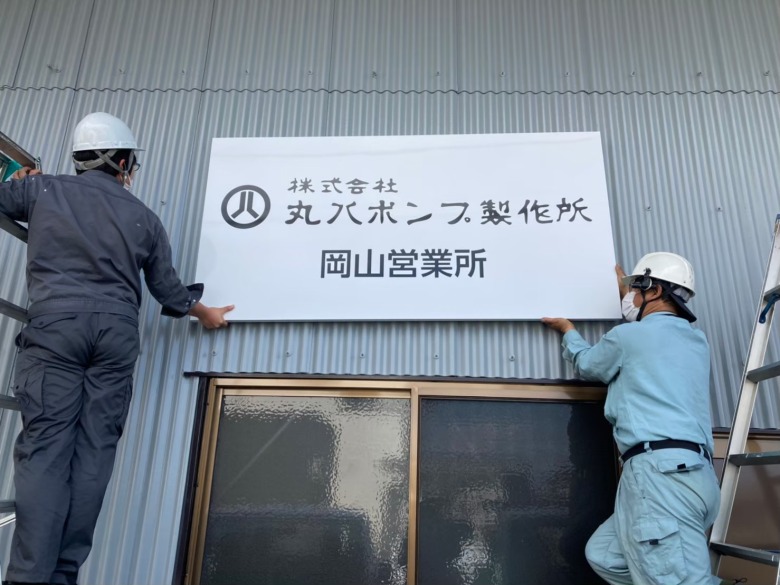 株式会社
丸八ポンプ製作所
岡山営業所